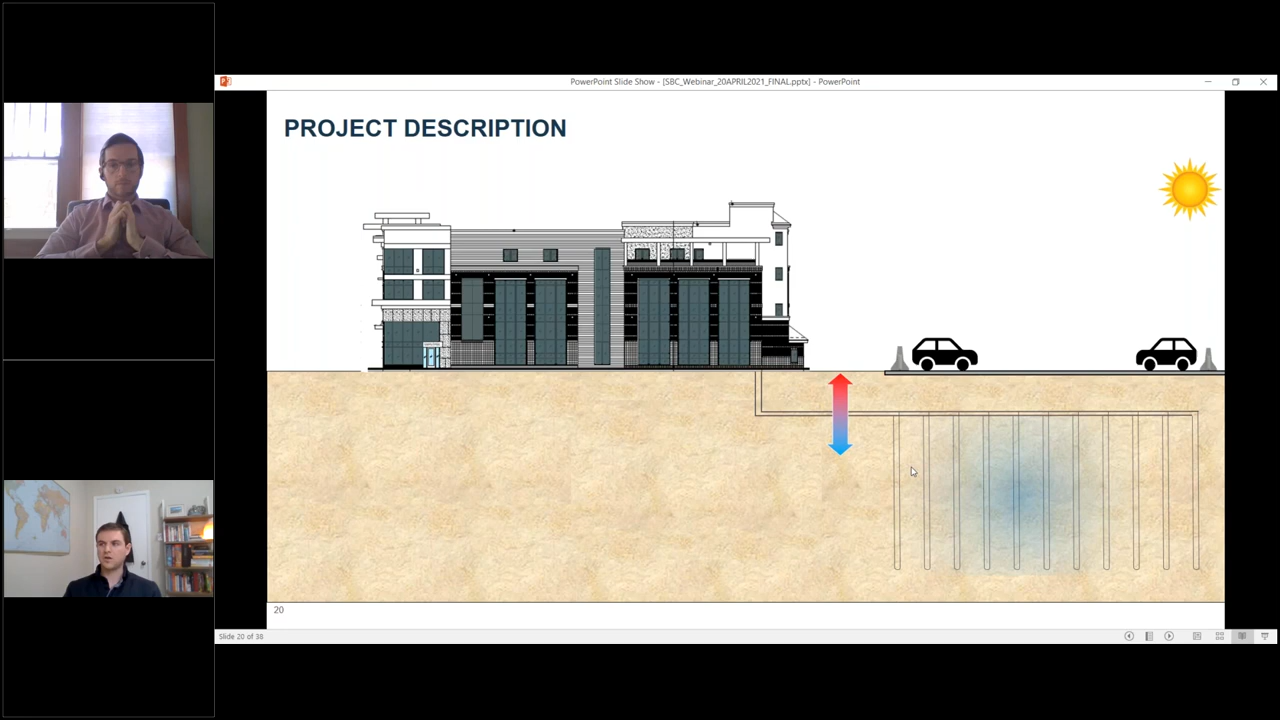 PowerPoint Slide Show - [SBC_Webinar_20APRIL2021_FINAL.pptx] - PowerPoint
PROJECT DESCRIPTION
20
Slide 20 of 38